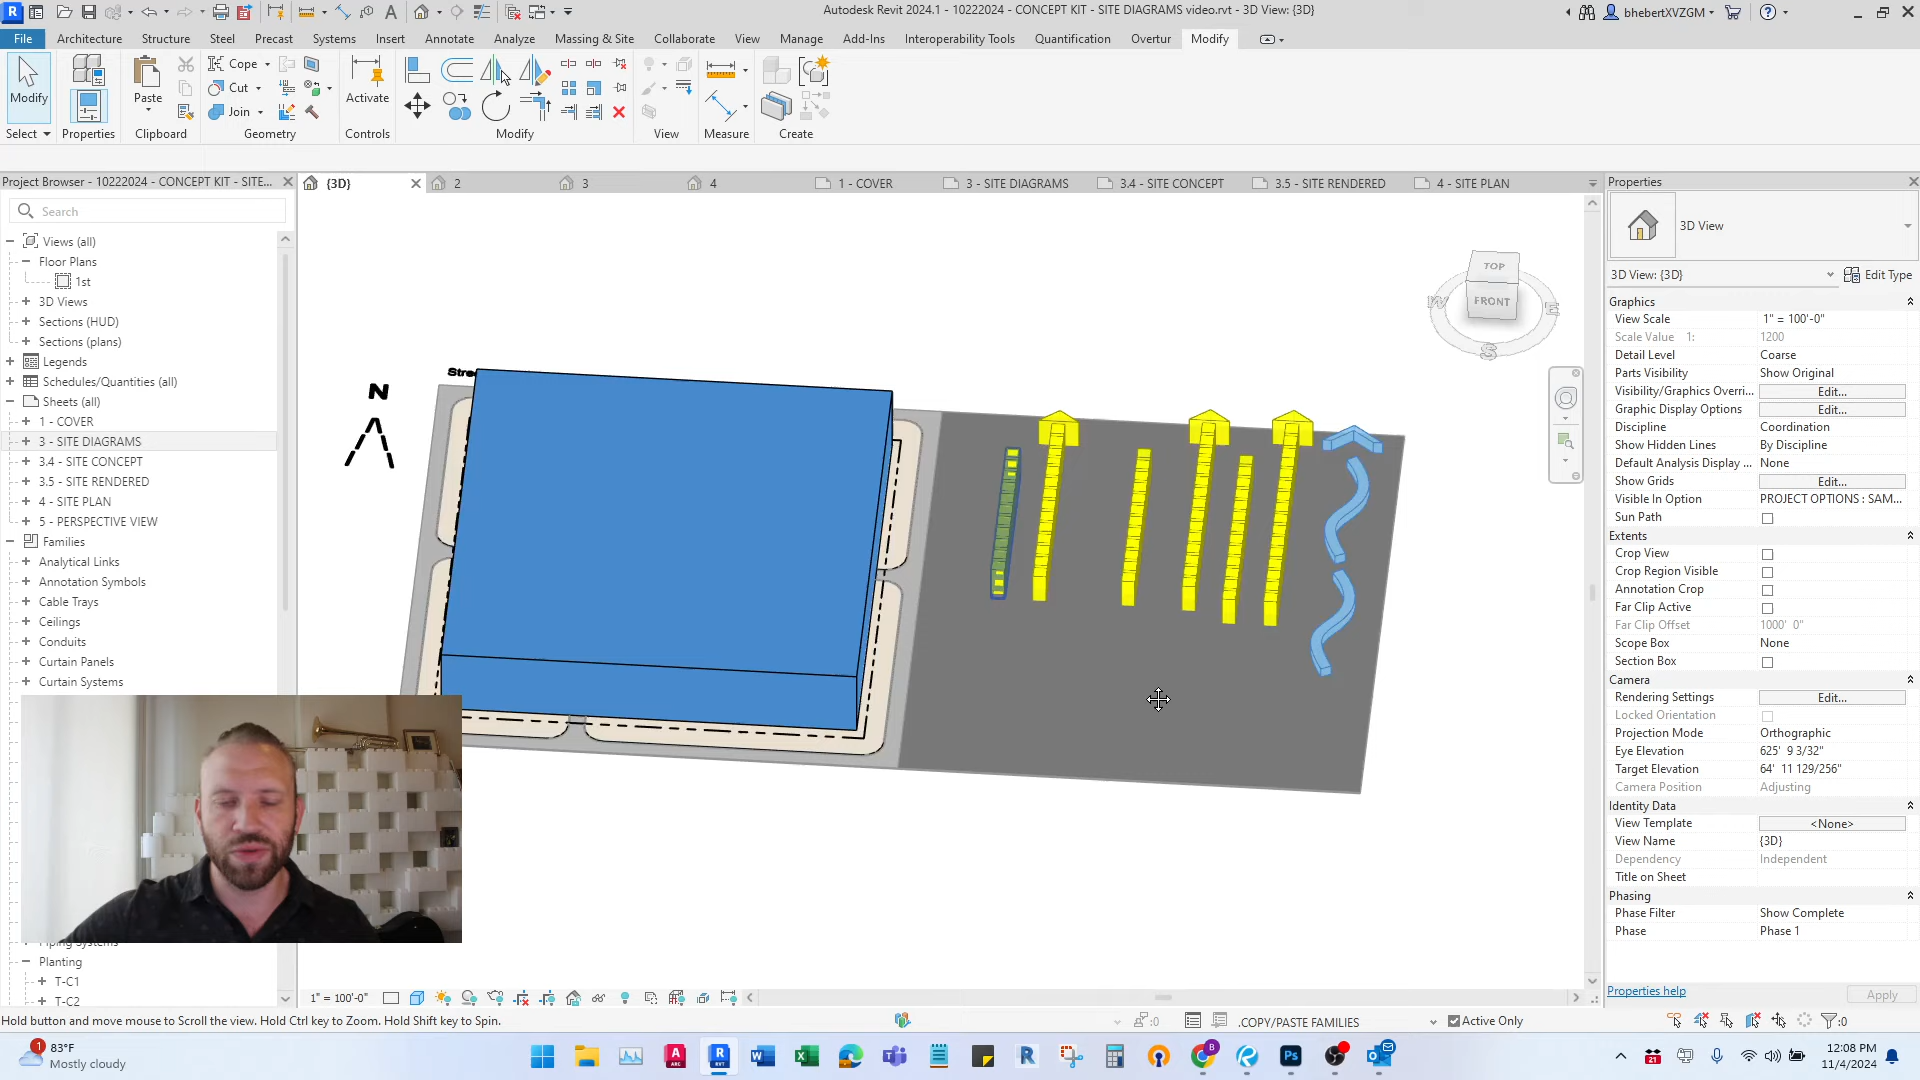 Autodesk Revit 2024.1 - 10222024 - CONCEPT KIT - SITE DIAGRAMS video.rvt - 3D View: {3D}
bhebertXVZGM
File Architecture Structure Steel Precast Systems Insert Annotate Analyze Massing & Site Collaborate View Manage Add-Ins Interoperability Tools Quantification Overtur Modify
Modify Paste Cope Cut Join Activate
Select Properties Clipboard Geometry Controls Modify View Measure Create
Project Browser - 10222024 - CONCEPT KIT - SITE...
{3D} 2 3 4 1 - COVER 3 - SITE DIAGRAMS 3.4 - SITE CONCEPT 3.5 - SITE RENDERED 4 - SITE PLAN
Search
Views (all)
Floor Plans
1st
3D Views
Sections (HUD)
Sections (plans)
Legends
Schedules/Quantities (all)
Sheets (all)
1 - COVER
3 - SITE DIAGRAMS
3.4 - SITE CONCEPT
3.5 - SITE RENDERED
4 - SITE PLAN
5 - PERSPECTIVE VIEW
Families
Analytical Links
Annotation Symbols
Cable Trays
Ceilings
Conduits
Curtain Panels
Curtain Systems
Piping Systems
Planting
T-C1
T-C2
N
Stre
TOP
FRONT
W E
S
Properties
3D View
3D View: {3D} Edit Type
Graphics
View Scale 1" = 100'-0"
Scale Value 1: 1200
Detail Level Coarse
Parts Visibility Show Original
Visibility/Graphics Overri... Edit...
Graphic Display Options Edit...
Discipline Coordination
Show Hidden Lines By Discipline
Default Analysis Display ... None
Show Grids Edit...
Visible In Option PROJECT OPTIONS : SAM...
Sun Path
Extents
Crop View
Crop Region Visible
Annotation Crop
Far Clip Active
Far Clip Offset 1000' 0"
Scope Box None
Section Box
Camera
Rendering Settings Edit...
Locked Orientation
Projection Mode Orthographic
Eye Elevation 625' 9 3/32"
Target Elevation 64' 11 129/256"
Camera Position Adjusting
Identity Data
View Template <None>
View Name {3D}
Dependency Independent
Title on Sheet
Phasing
Phase Filter Show Complete
Phase Phase 1
Properties help Apply
1" = 100'-0"
Hold button and move mouse to Scroll the view. Hold Ctrl key to Zoom. Hold Shift key to Spin.
:0 .COPY/PASTE FAMILIES Active Only :0
1 83°F
Mostly cloudy
21
12:08 PM
11/4/2024